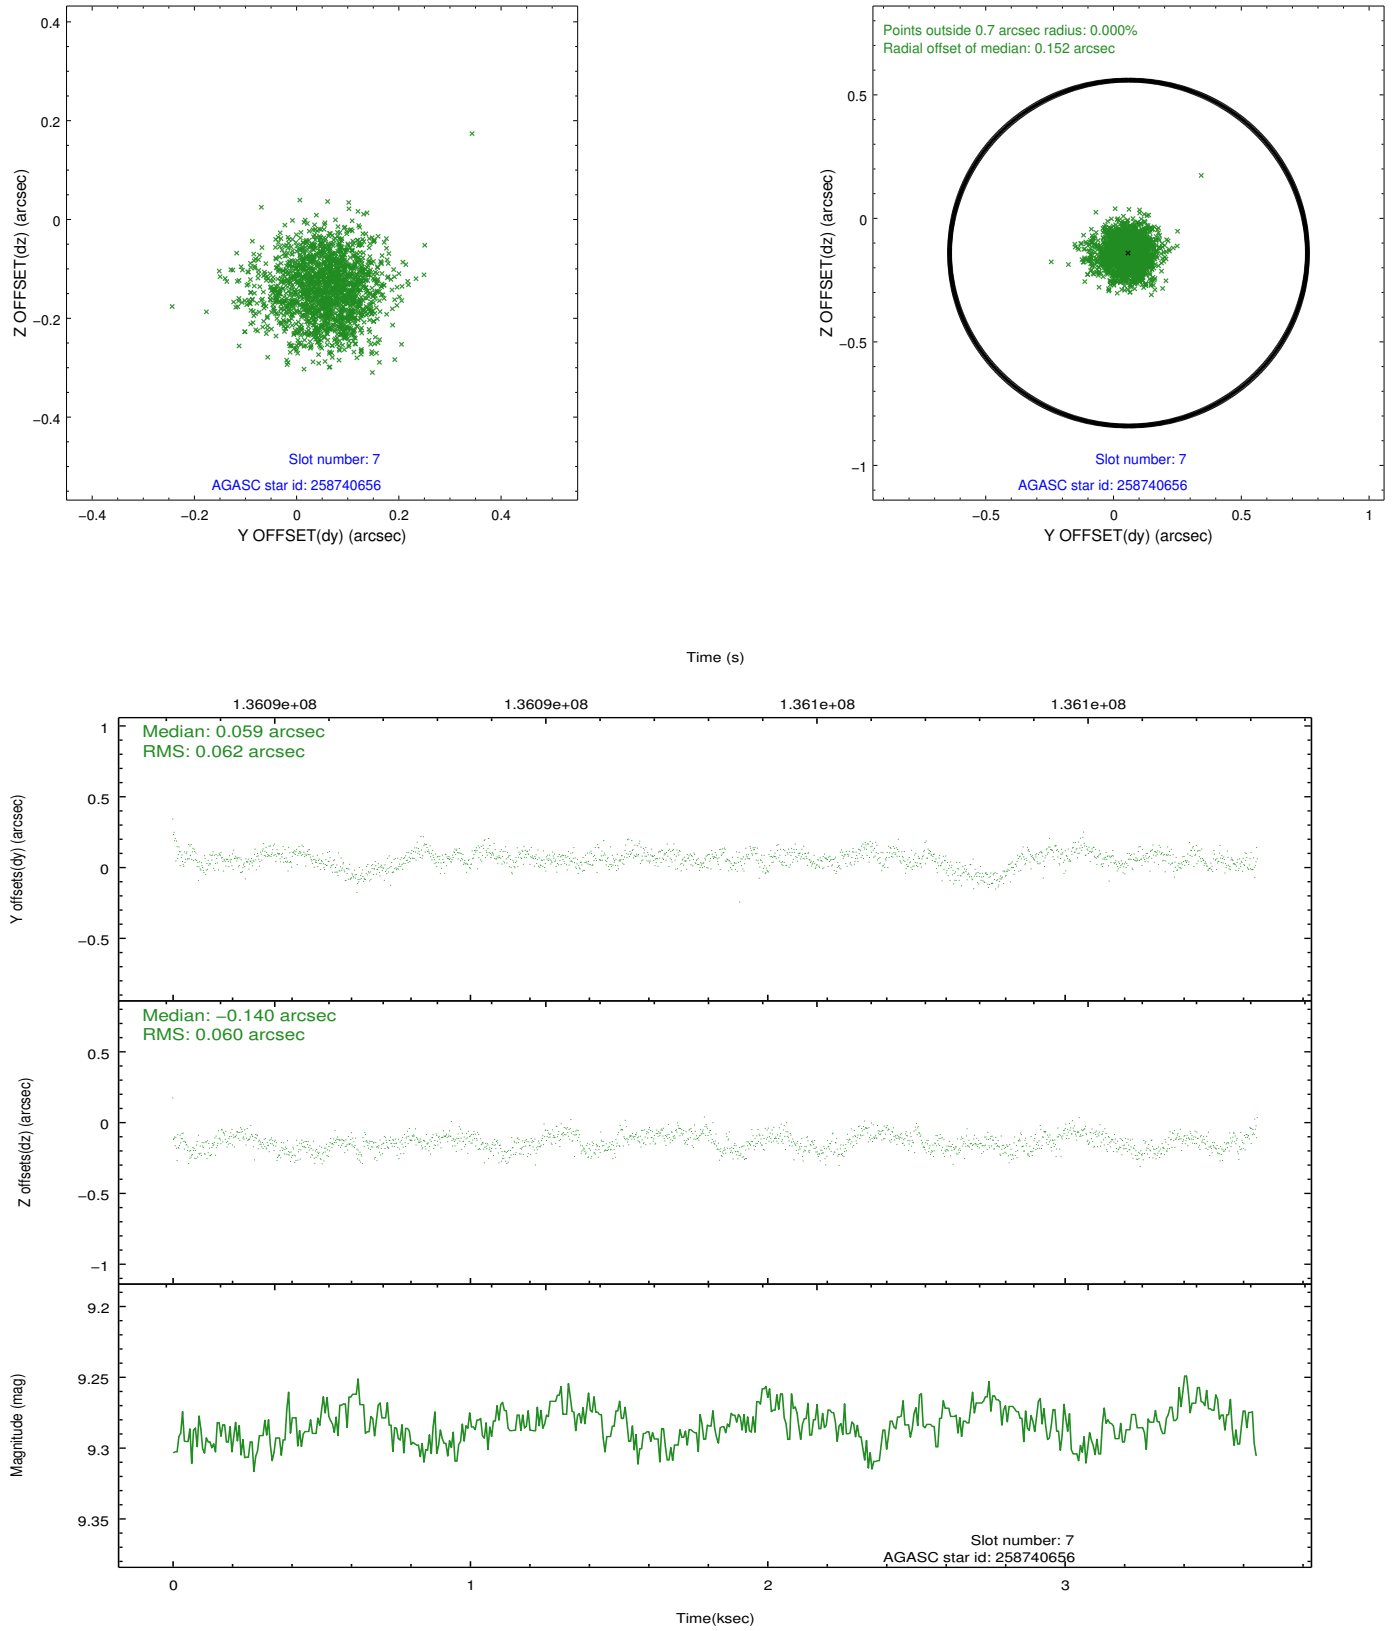 0.4
0.2
0
−0.2
−0.4
Z OFFSET(dz) (arcsec)
Slot number: 7
AGASC star id: 258740656
−0.4 −0.2 0 0.2 0.4
Y OFFSET(dy) (arcsec)
Points outside 0.7 arcsec radius: 0.000%
Radial offset of median: 0.152 arcsec
0.5
0
−0.5
−1
Z OFFSET(dz) (arcsec)
Slot number: 7
AGASC star id: 258740656
−0.5 0 0.5 1
Y OFFSET(dy) (arcsec)
Time (s)
1.3609e+08 1.3609e+08 1.361e+08 1.361e+08
Median: 0.059 arcsec
RMS: 0.062 arcsec
1
0.5
0
−0.5
Y offsets(dy) (arcsec)
Median: −0.140 arcsec
RMS: 0.060 arcsec
0.5
0
−0.5
−1
Z offsets(dz) (arcsec)
9.2
9.25
9.3
9.35
Magnitude (mag)
Slot number: 7
AGASC star id: 258740656
0 1 2 3
Time(ksec)